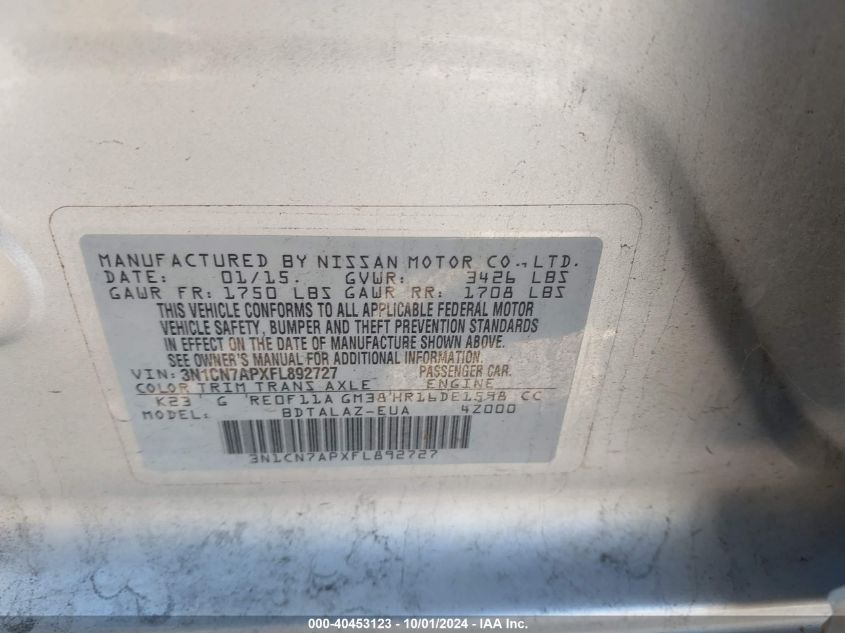 MANUFACTURED BY NISSAN MOTOR CO.,LTD.
DATE: 01/15. GVWR: 3426 LBS
GAWR FR: 1750 LBS GAWR RR: 1708 LBS
THIS VEHICLE CONFORMS TO ALL APPLICABLE FEDERAL MOTOR
VEHICLE SAFETY, BUMPER AND THEFT PREVENTION STANDARDS
IN EFFECT ON THE DATE OF MANUFACTURE SHOWN ABOVE.
SEE OWNER'S MANUAL FOR ADDITIONAL INFORMATION.
VIN: 3N1CN7APXFL892727 PASSENGER CAR.
COLOR TRIM TRANS AXLE ENGINE
K23 G RE0F11A GM38 HR16DE1598 CC
MODEL: BDTALAZ-EUA 4Z000
3N1CN7APXFL892727
000-40453123 - 10/01/2024 - IAA Inc.